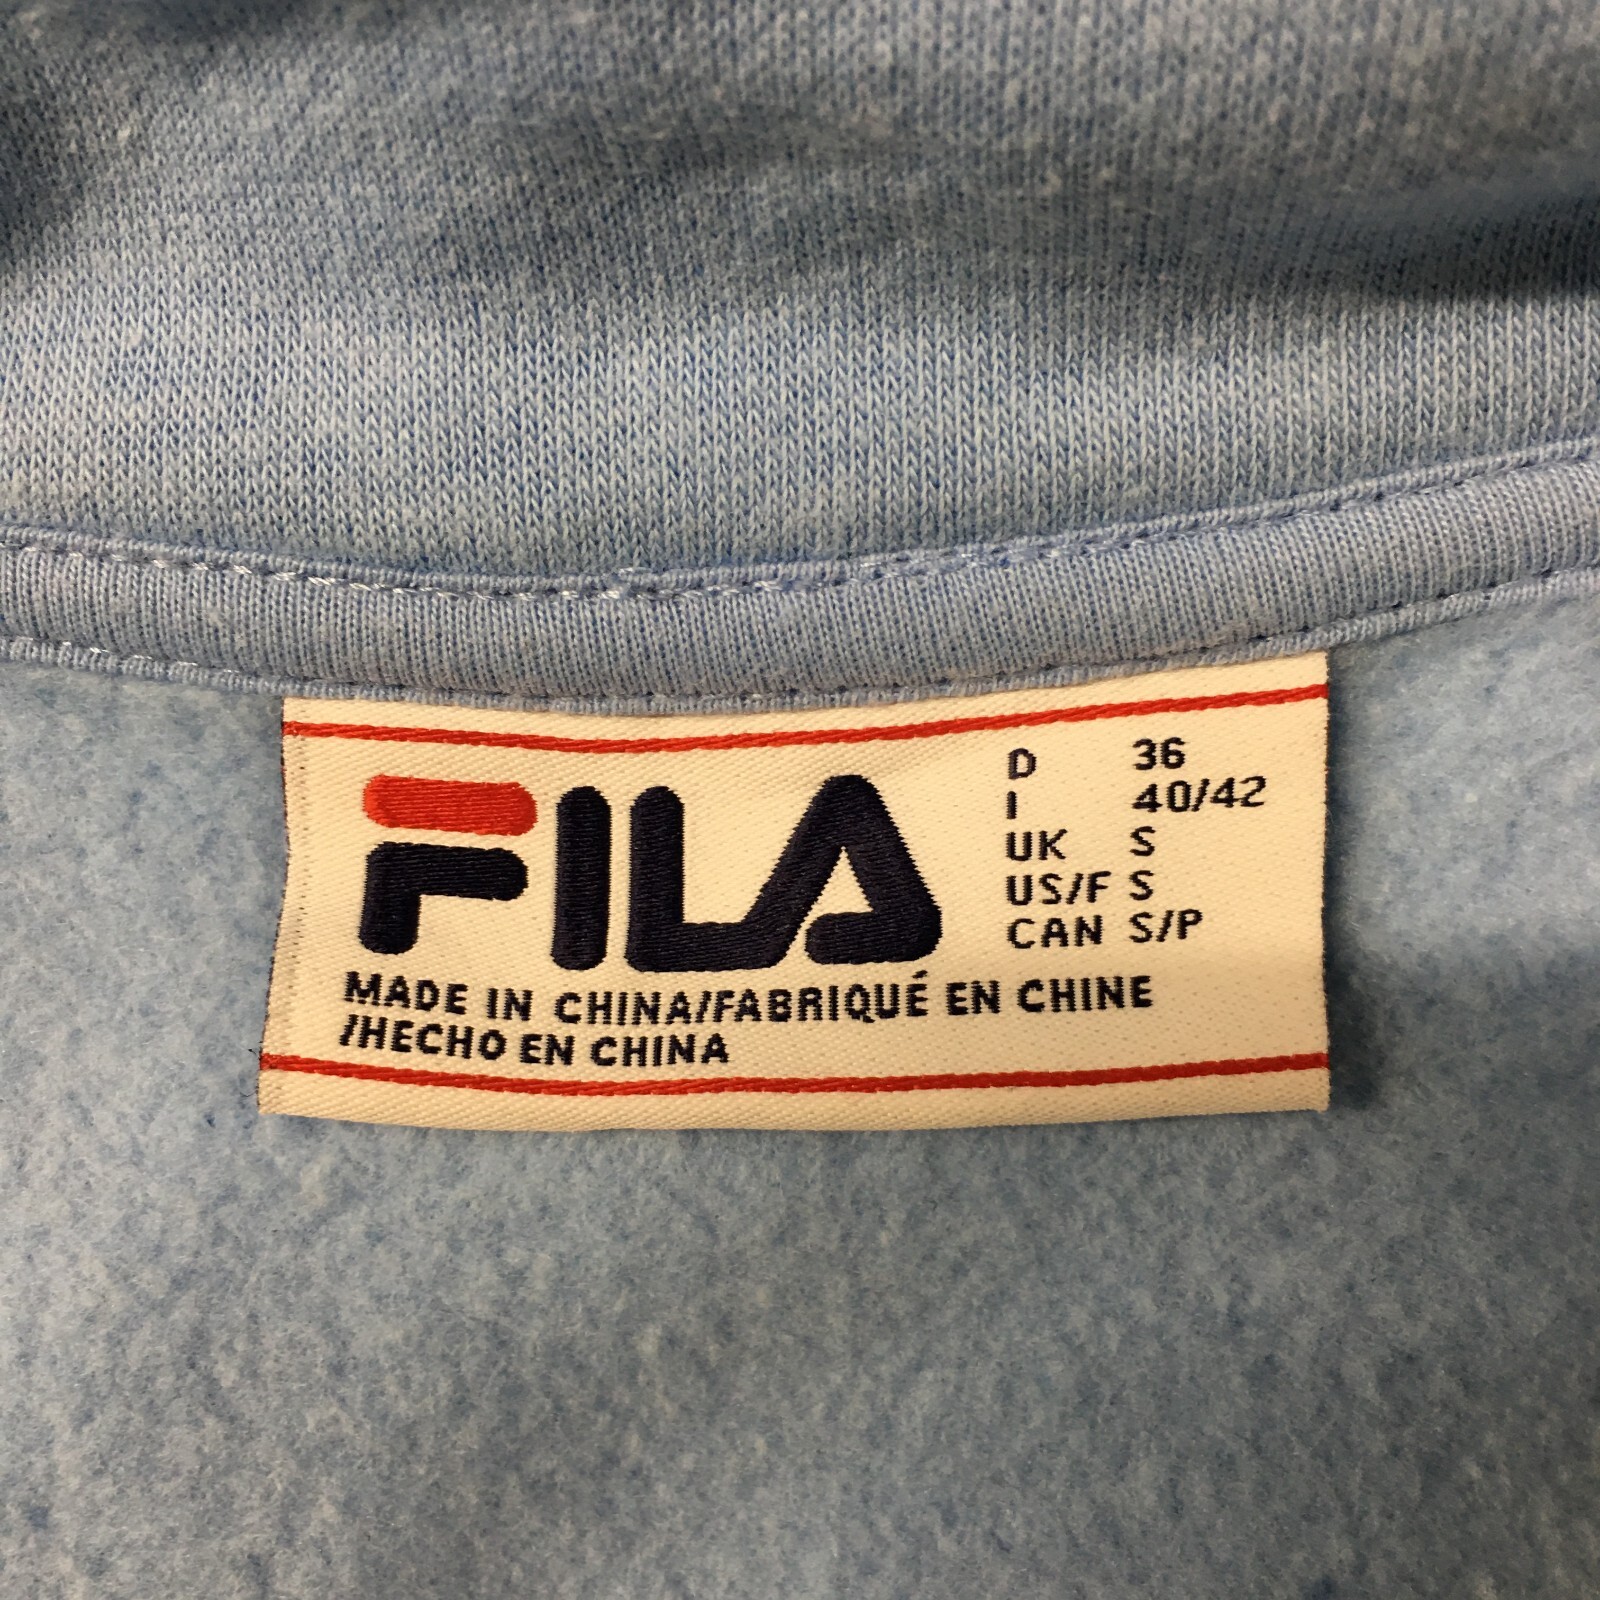 FILA
D 36
I 40/42
UK S
US/F S
CAN S/P
MADE IN CHINA/FABRIQUÉ EN CHINE
/HECHO EN CHINA